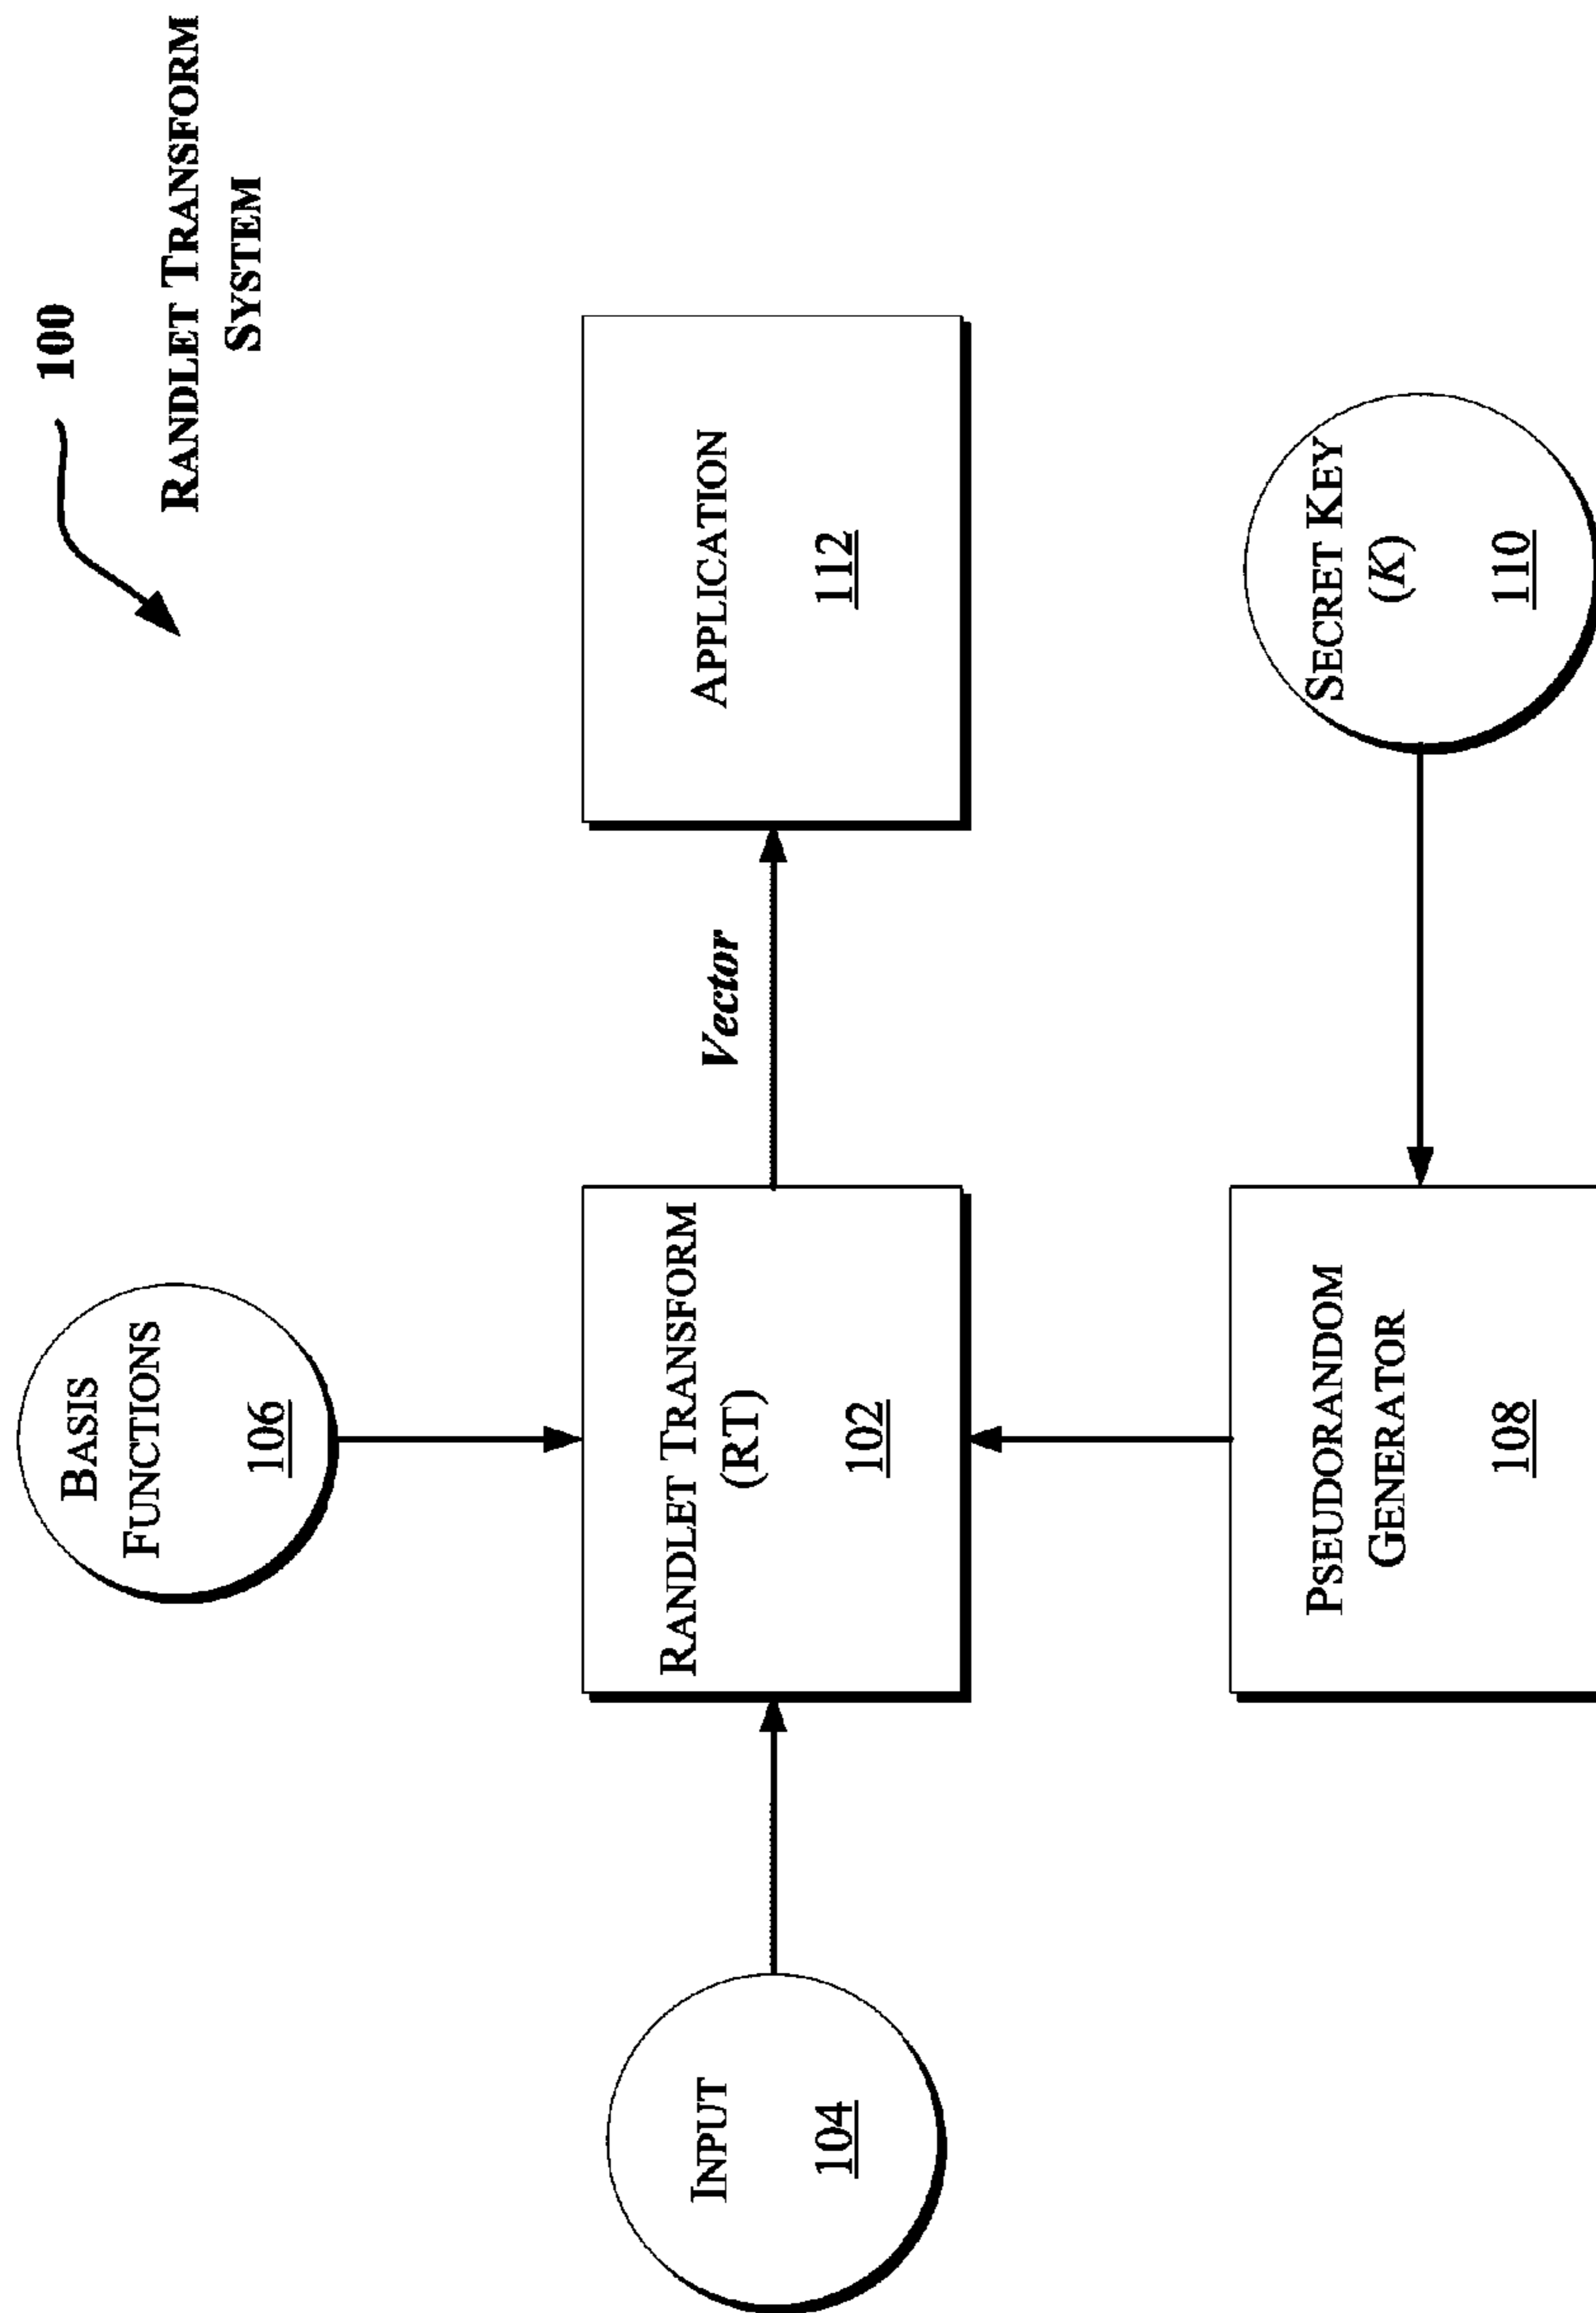 100
RANDLET TRANSFORM
SYSTEM
BASIS
FUNCTIONS
106
INPUT
104
RANDLET TRANSFORM
(RT)
102
Vector
APPLICATION
112
PSEUDORANDOM
GENERATOR
108
SECRET KEY
(K)
110